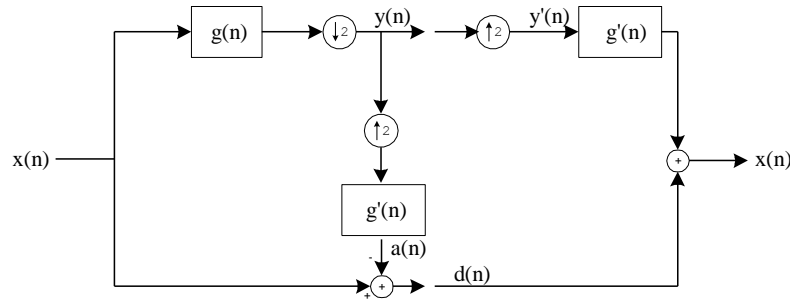 y(n)
y'(n)
g(n)
↓2
↑2
g'(n)
↑2
x(n)
+
x(n)
g'(n)
-
a(n)
+
+
d(n)